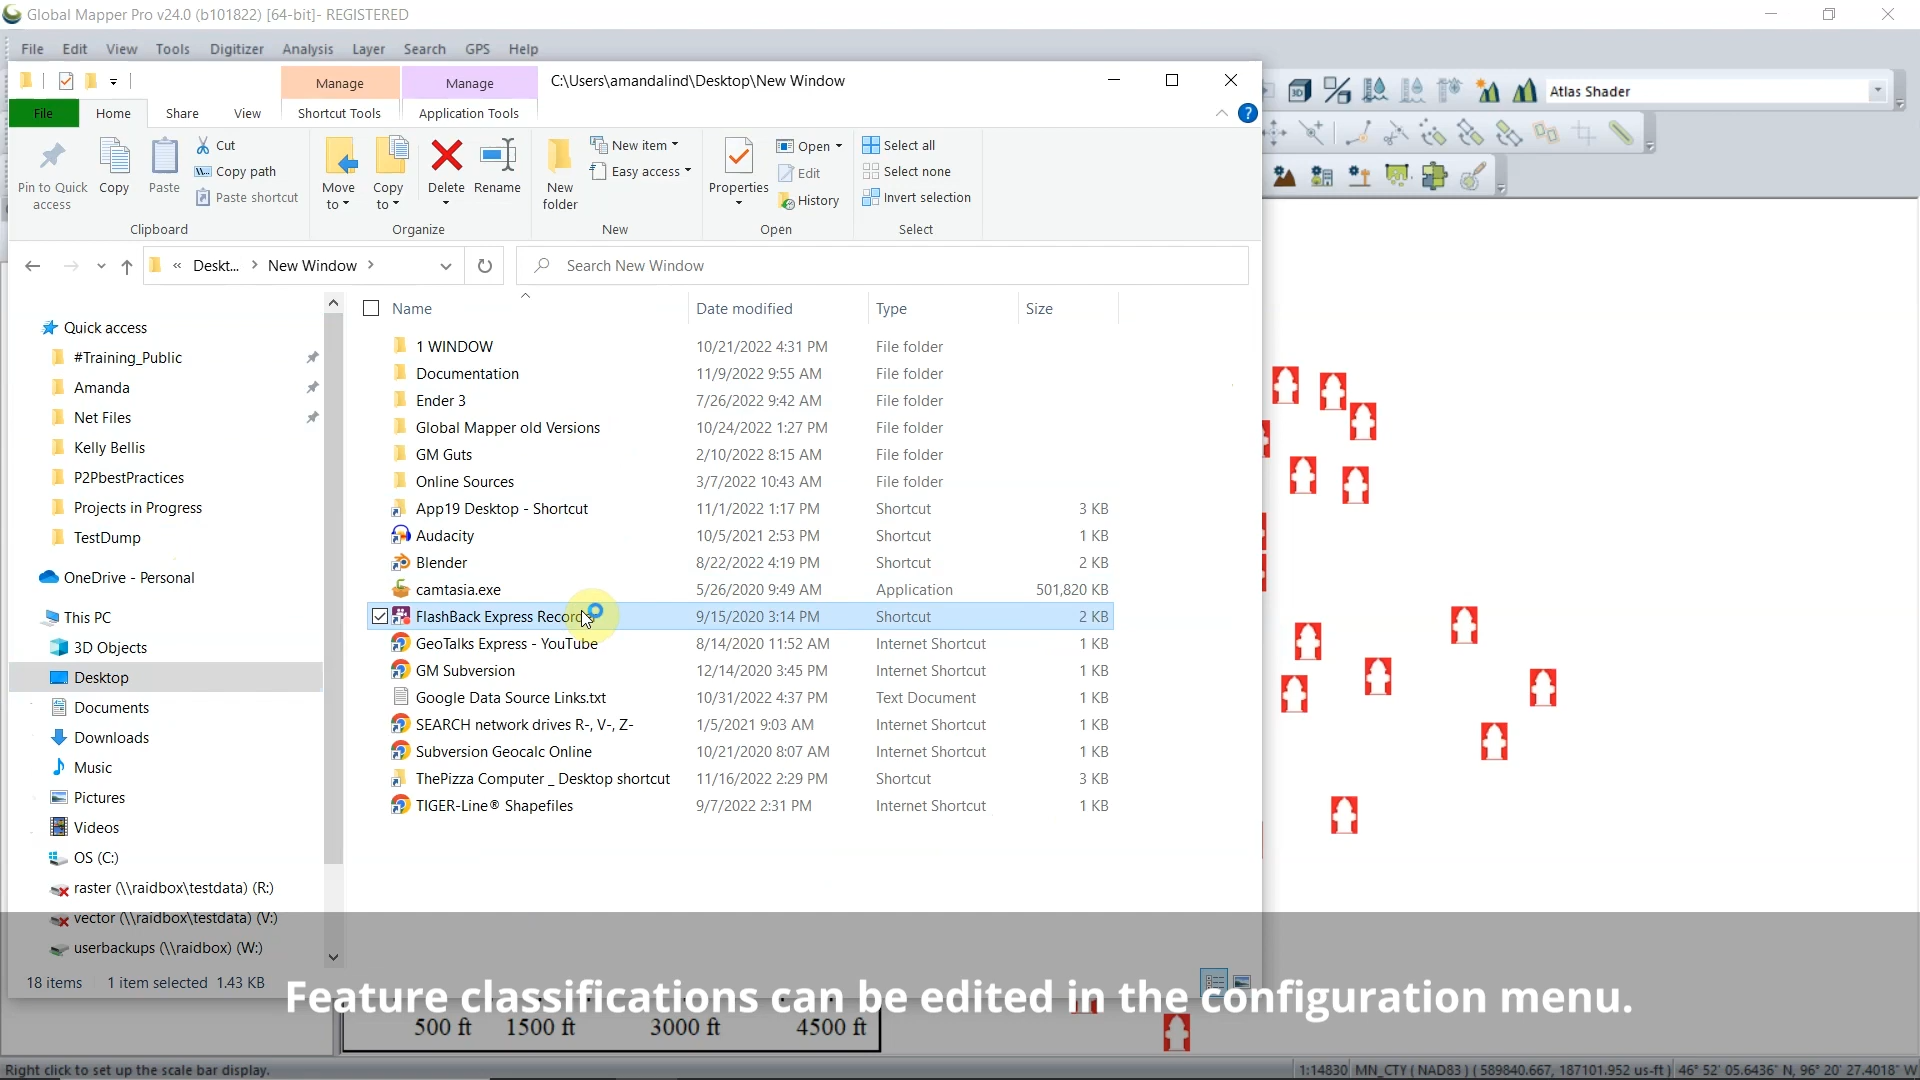 Global Mapper Pro v24.0 (b101822) [64-bit]- REGISTERED
File Edit View Tools Digitizer Analysis Layer Search GPS Help
Manage Manage C:\Users\amandalind\Desktop\New Window
File Home Share View Shortcut Tools Application Tools
Atlas Shader
Pin to Quick access
Copy
Paste
Cut
Copy path
Paste shortcut
Clipboard
Move to
Copy to
Delete
Rename
Organize
New folder
New item
Easy access
New
Properties
Open
Edit
History
Open
Select all
Select none
Invert selection
Select
« Deskt... > New Window >
Search New Window
Quick access
#Training_Public
Amanda
Net Files
Kelly Bellis
P2PbestPractices
Projects in Progress
TestDump
OneDrive - Personal
This PC
3D Objects
Desktop
Documents
Downloads
Music
Pictures
Videos
OS (C:)
raster (\\raidbox\testdata) (R:)
vector (\\raidbox\testdata) (V:)
userbackups (\\raidbox) (W:)
Name Date modified Type Size
1 WINDOW 10/21/2022 4:31 PM File folder
Documentation 11/9/2022 9:55 AM File folder
Ender 3 7/26/2022 9:42 AM File folder
Global Mapper old Versions 10/24/2022 1:27 PM File folder
GM Guts 2/10/2022 8:15 AM File folder
Online Sources 3/7/2022 10:43 AM File folder
App19 Desktop - Shortcut 11/1/2022 1:17 PM Shortcut 3 KB
Audacity 10/5/2021 2:53 PM Shortcut 1 KB
Blender 8/22/2022 4:19 PM Shortcut 2 KB
camtasia.exe 5/26/2020 9:49 AM Application 501,820 KB
FlashBack Express Recor 9/15/2020 3:14 PM Shortcut 2 KB
GeoTalks Express - YouTube 8/14/2020 11:52 AM Internet Shortcut 1 KB
GM Subversion 12/14/2020 3:45 PM Internet Shortcut 1 KB
Google Data Source Links.txt 10/31/2022 4:37 PM Text Document 1 KB
SEARCH network drives R-, V-, Z- 1/5/2021 9:03 AM Internet Shortcut 1 KB
Subversion Geocalc Online 10/21/2020 8:07 AM Internet Shortcut 1 KB
ThePizza Computer _ Desktop shortcut 11/16/2022 2:29 PM Shortcut 3 KB
TIGER-Line® Shapefiles 9/7/2022 2:31 PM Internet Shortcut 1 KB
18 items 1 item selected 1.43 KB
Feature classifications can be edited in the configuration menu.
500 ft 1500 ft 3000 ft 4500 ft
Right click to set up the scale bar display.
1:14830 MN_CTY ( NAD83 ) ( 589840.667, 187101.952 us-ft ) 46° 52' 05.6436" N, 96° 20' 27.4018" W